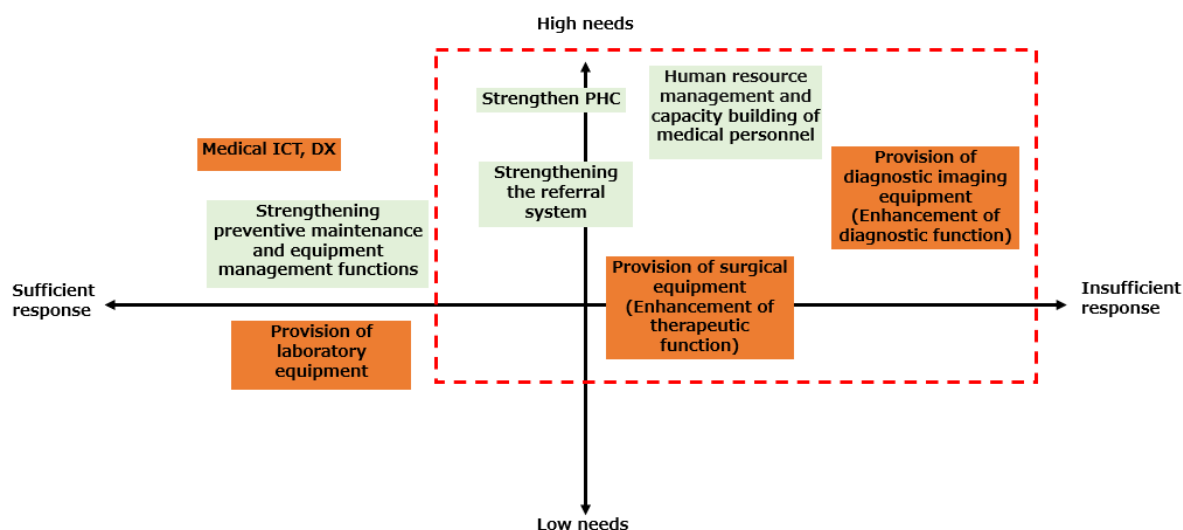 High needs
Strengthen PHC
Human resource
management and
capacity building of
medical personnel
Medical ICT, DX
Provision of
diagnostic imaging
equipment
(Enhancement of
diagnostic function)
Strengthening
the referral
system
Strengthening
preventive maintenance
and equipment
management functions
Provision of surgical
equipment
(Enhancement of
therapeutic
function)
Sufficient
response
Insufficient
response
Provision of
laboratory
equipment
Low needs